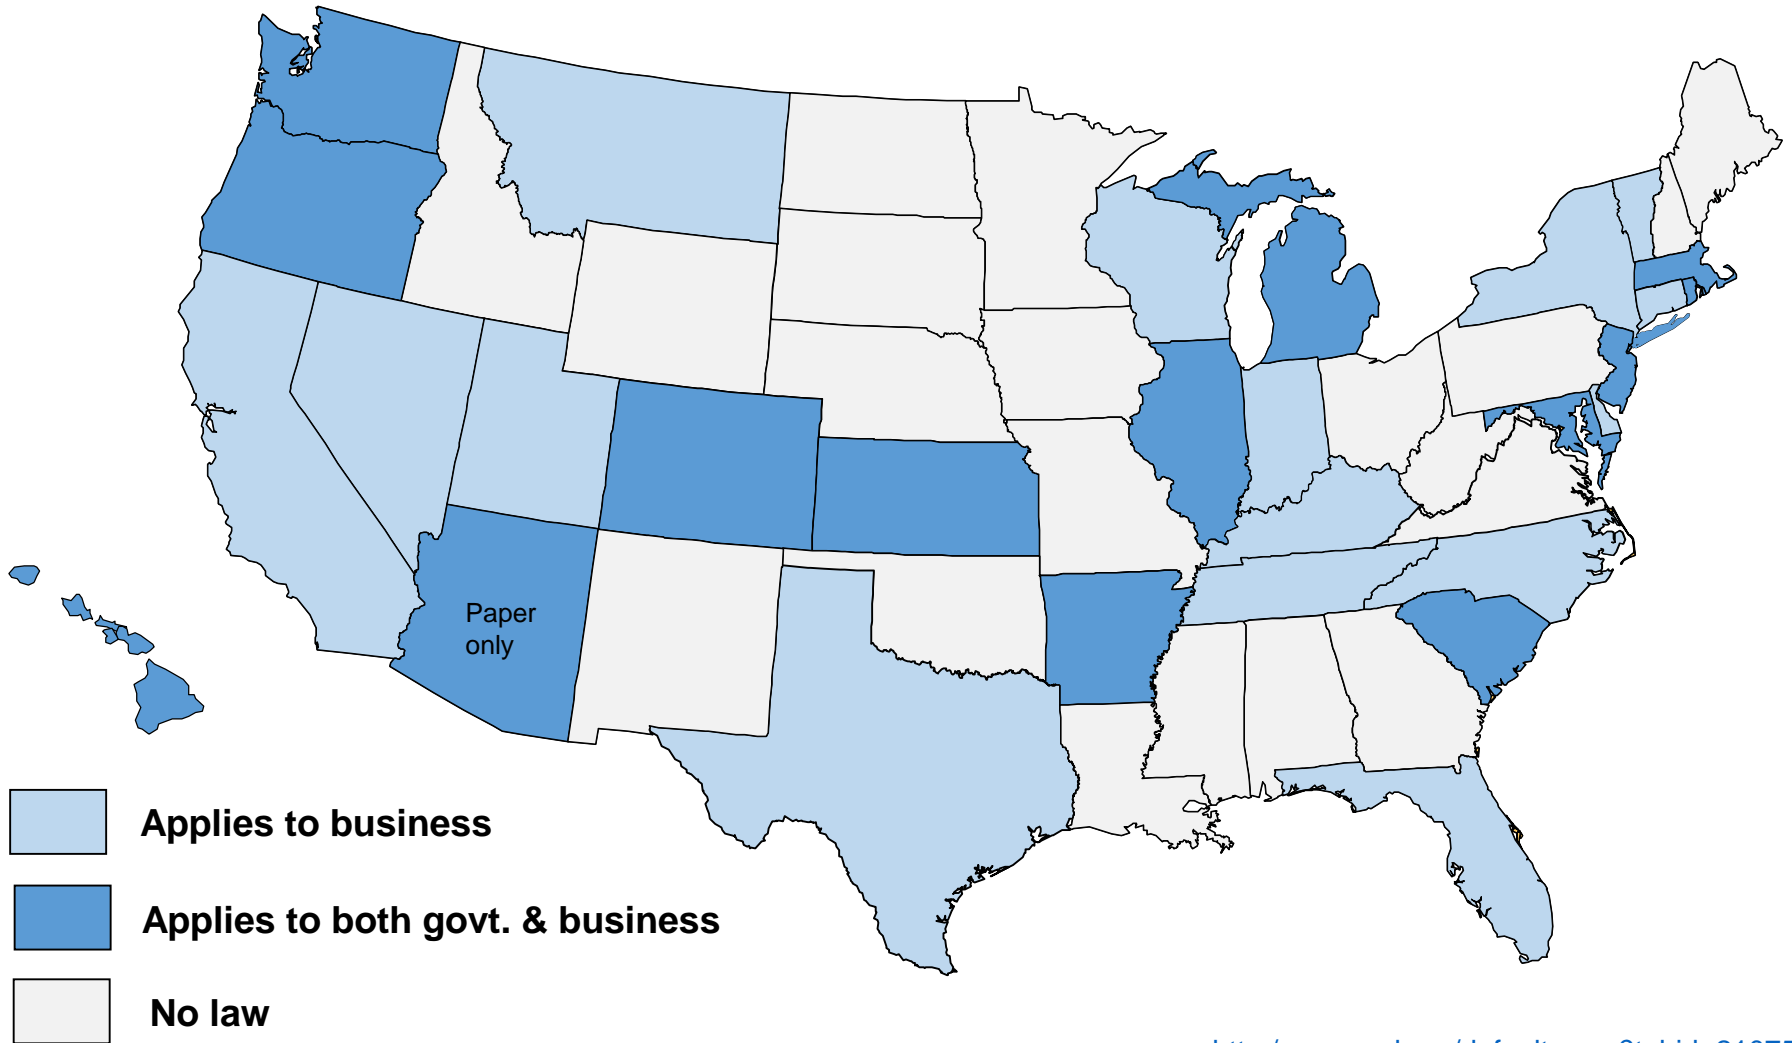 Paper
only
Applies to business
Applies to both govt. & business
No law